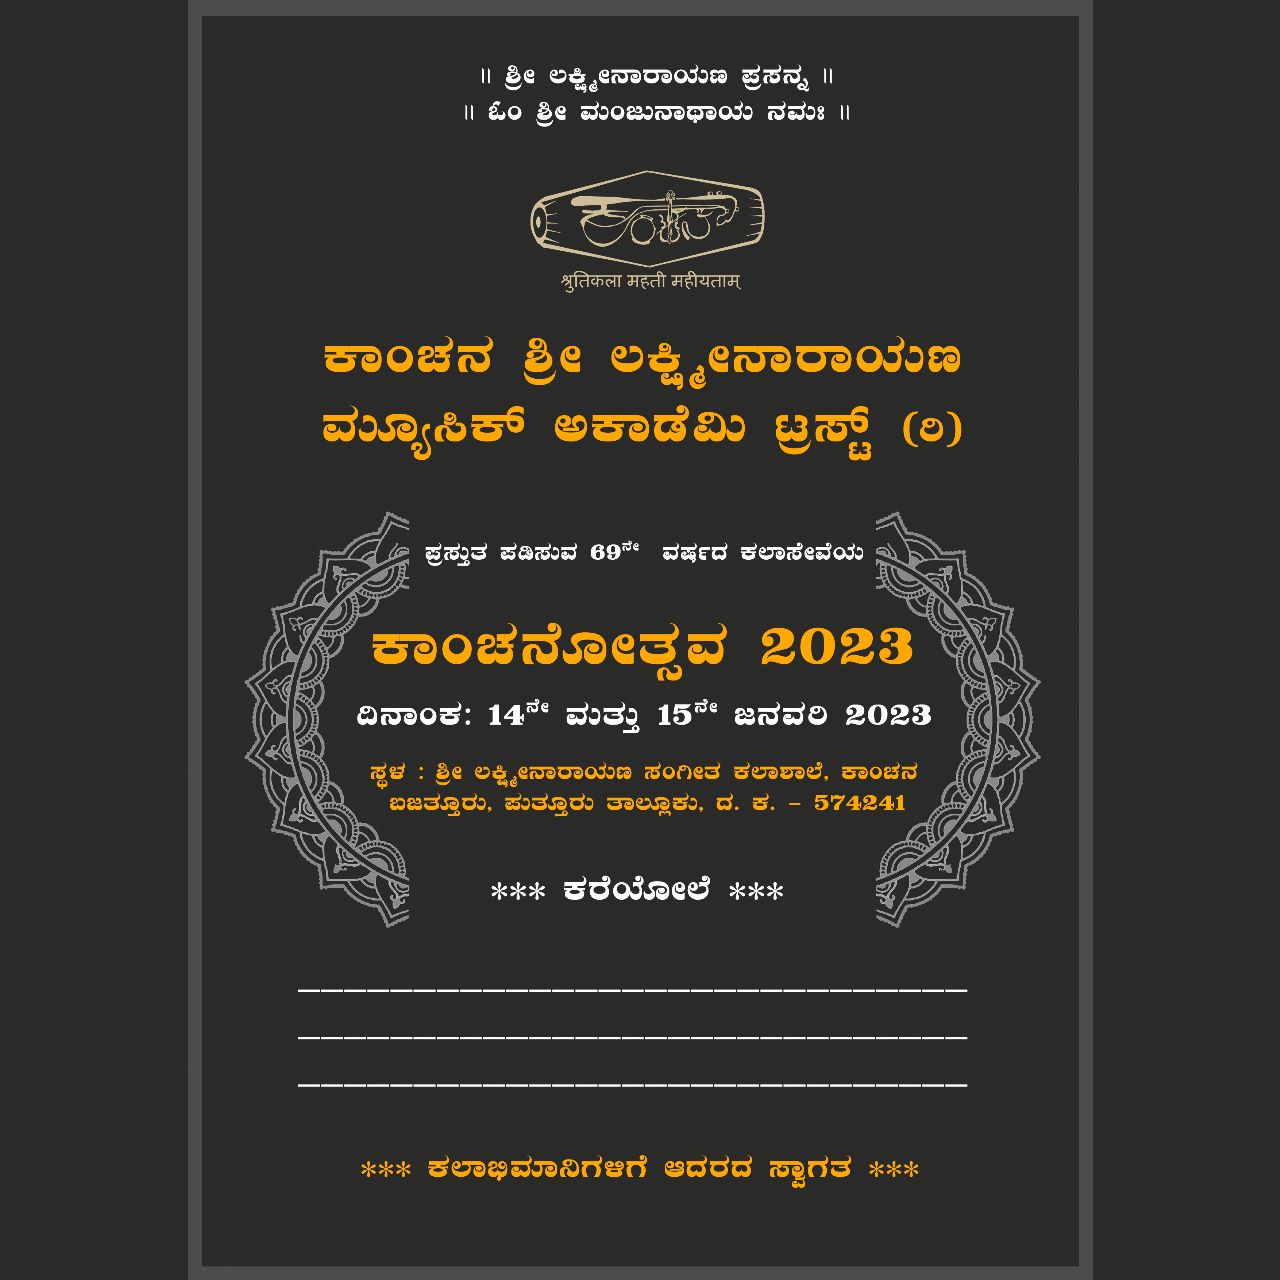 ॥ ಶ್ರೀ ಲಕ್ಷ್ಮೀನಾರಾಯಣ ಪ್ರಸನ್ನ ॥
॥ ಓಂ ಶ್ರೀ ಮಂಜುನಾಥಾಯ ನಮಃ ॥
ಕಾಂಚನ
श्रुतिकला महती महीयताम्
ಕಾಂಚನ ಶ್ರೀ ಲಕ್ಷ್ಮೀನಾರಾಯಣ
ಮ್ಯೂಸಿಕ್ ಅಕಾಡೆಮಿ ಟ್ರಸ್ಟ್ (ರಿ)
ಪ್ರಸ್ತುತ ಪಡಿಸುವ 69ನೇ ವರ್ಷದ ಕಲಾಸೇವೆಯ
ಕಾಂಚನೋತ್ಸವ 2023
ದಿನಾಂಕ: 14ನೇ ಮತ್ತು 15ನೇ ಜನವರಿ 2023
ಸ್ಥಳ : ಶ್ರೀ ಲಕ್ಷ್ಮೀನಾರಾಯಣ ಸಂಗೀತ ಕಲಾಶಾಲೆ, ಕಾಂಚನ
ಬಜತ್ತೂರು, ಪುತ್ತೂರು ತಾಲ್ಲೂಕು, ದ. ಕ. - 574241
*** ಕರೆಯೋಲೆ ***
*** ಕಲಾಭಿಮಾನಿಗಳಿಗೆ ಆದರದ ಸ್ವಾಗತ ***